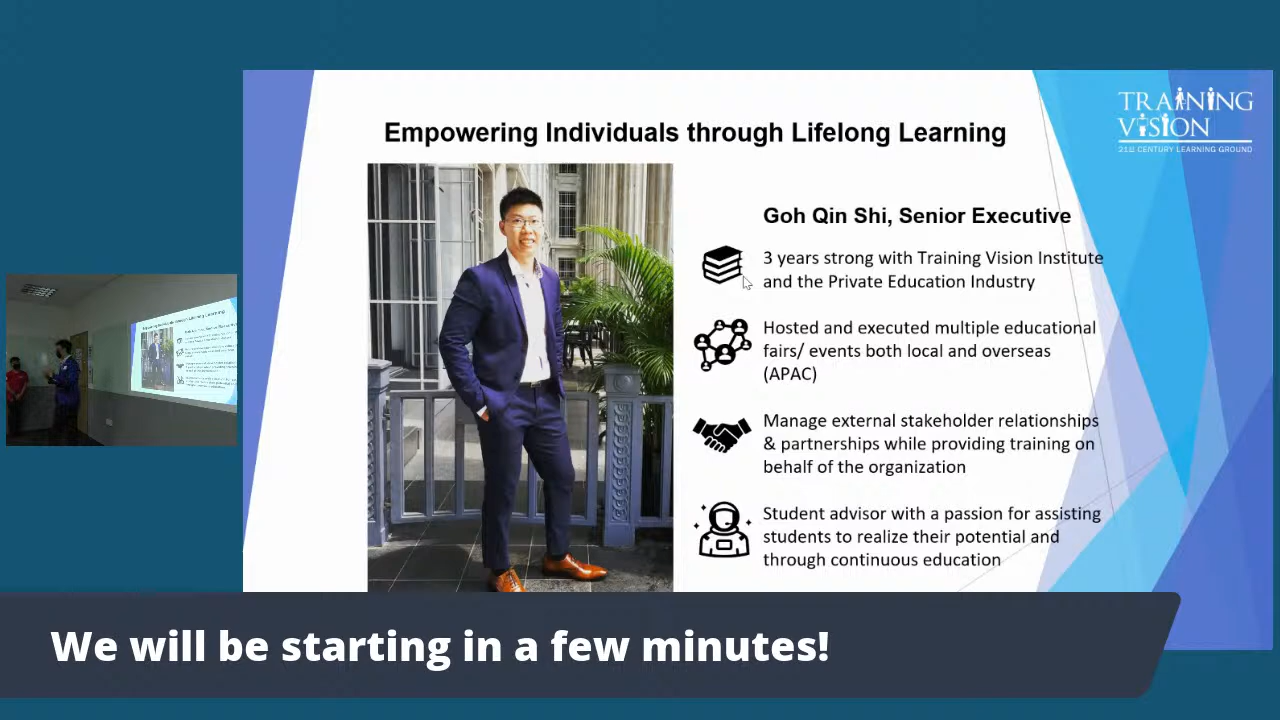 TRAINING
VISION
21st CENTURY LEARNING GROUND
Empowering Individuals through Lifelong Learning
Goh Qin Shi, Senior Executive
3 years strong with Training Vision Institute
and the Private Education Industry
Hosted and executed multiple educational
fairs/ events both local and overseas
(APAC)
Manage external stakeholder relationships
& partnerships while providing training on
behalf of the organization
Student advisor with a passion for assisting
students to realize their potential and
through continuous education
We will be starting in a few minutes!